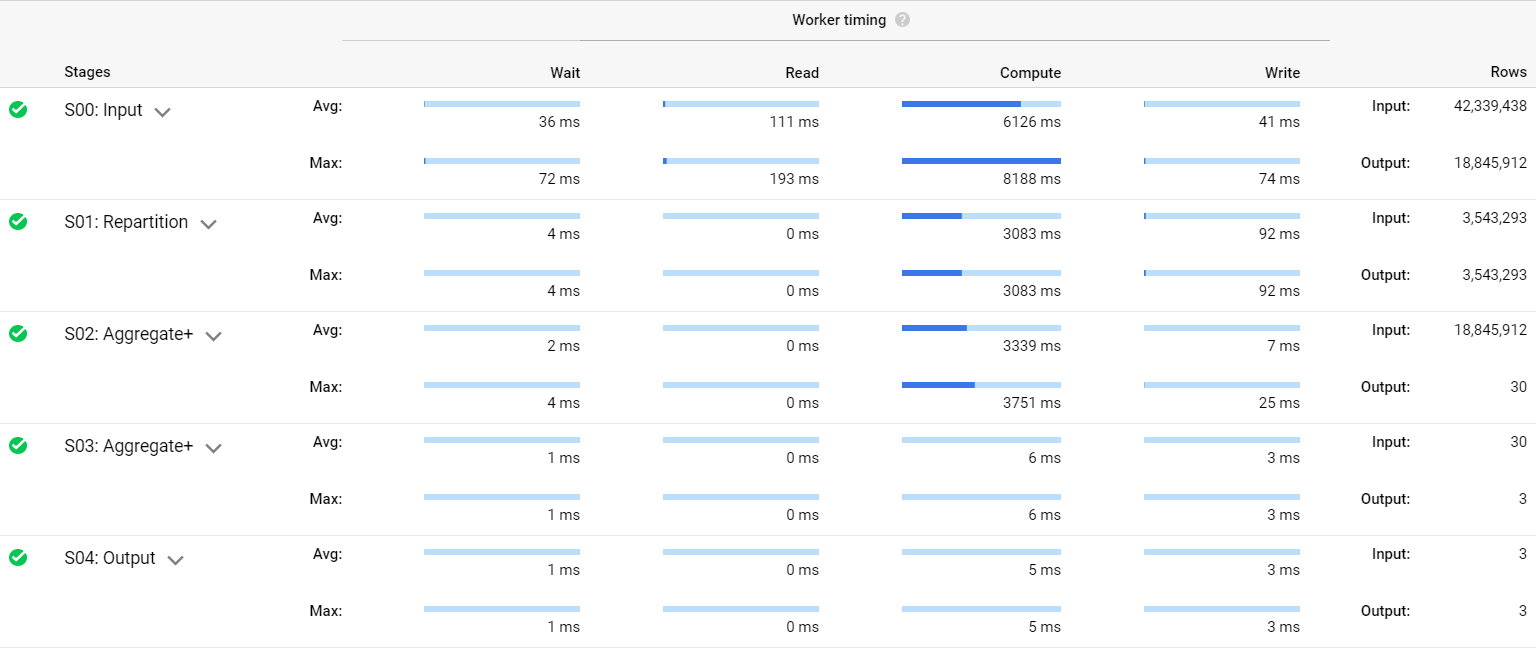 Worker timing ?
Stages Wait Read Compute Write Rows
S00: Input Avg: 36 ms 111 ms 6126 ms 41 ms Input: 42,339,438
Max: 72 ms 193 ms 8188 ms 74 ms Output: 18,845,912
S01: Repartition Avg: 4 ms 0 ms 3083 ms 92 ms Input: 3,543,293
Max: 4 ms 0 ms 3083 ms 92 ms Output: 3,543,293
S02: Aggregate+ Avg: 2 ms 0 ms 3339 ms 7 ms Input: 18,845,912
Max: 4 ms 0 ms 3751 ms 25 ms Output: 30
S03: Aggregate+ Avg: 1 ms 0 ms 6 ms 3 ms Input: 30
Max: 1 ms 0 ms 6 ms 3 ms Output: 3
S04: Output Avg: 1 ms 0 ms 5 ms 3 ms Input: 3
Max: 1 ms 0 ms 5 ms 3 ms Output: 3